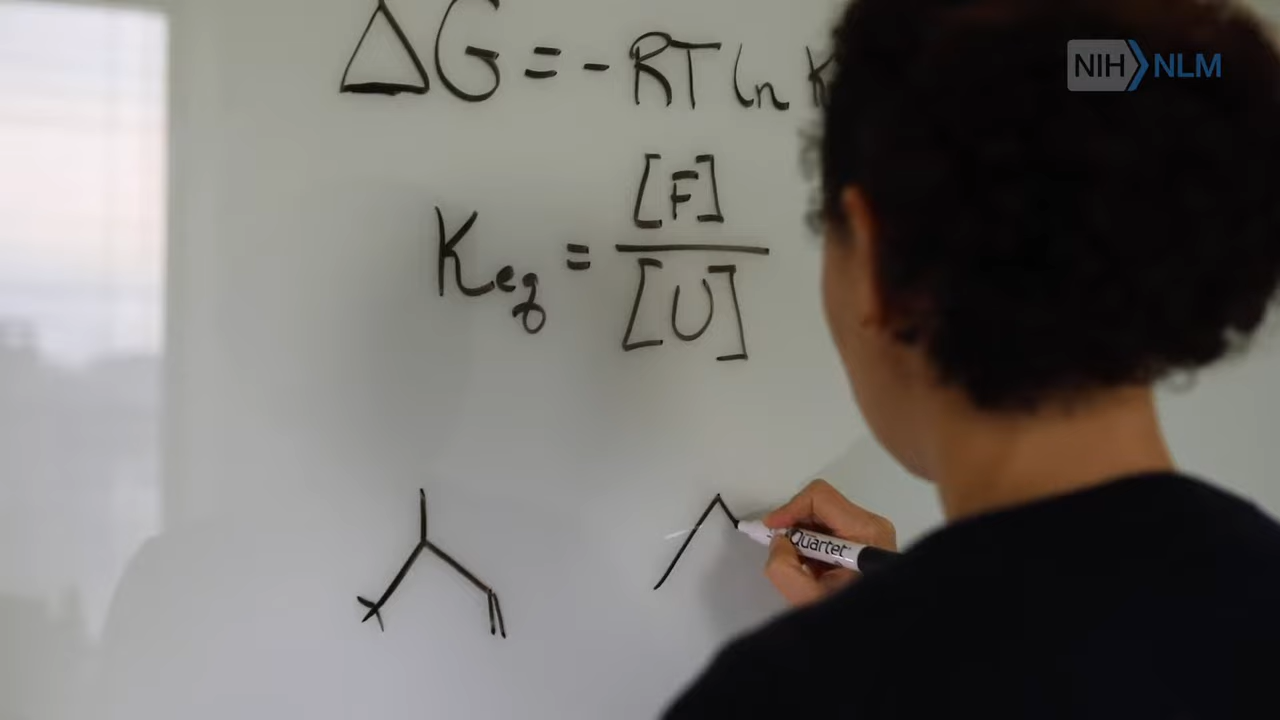 ΔG = - RT ln K
NIH NLM
Keq = [F]
[U]
Quartet